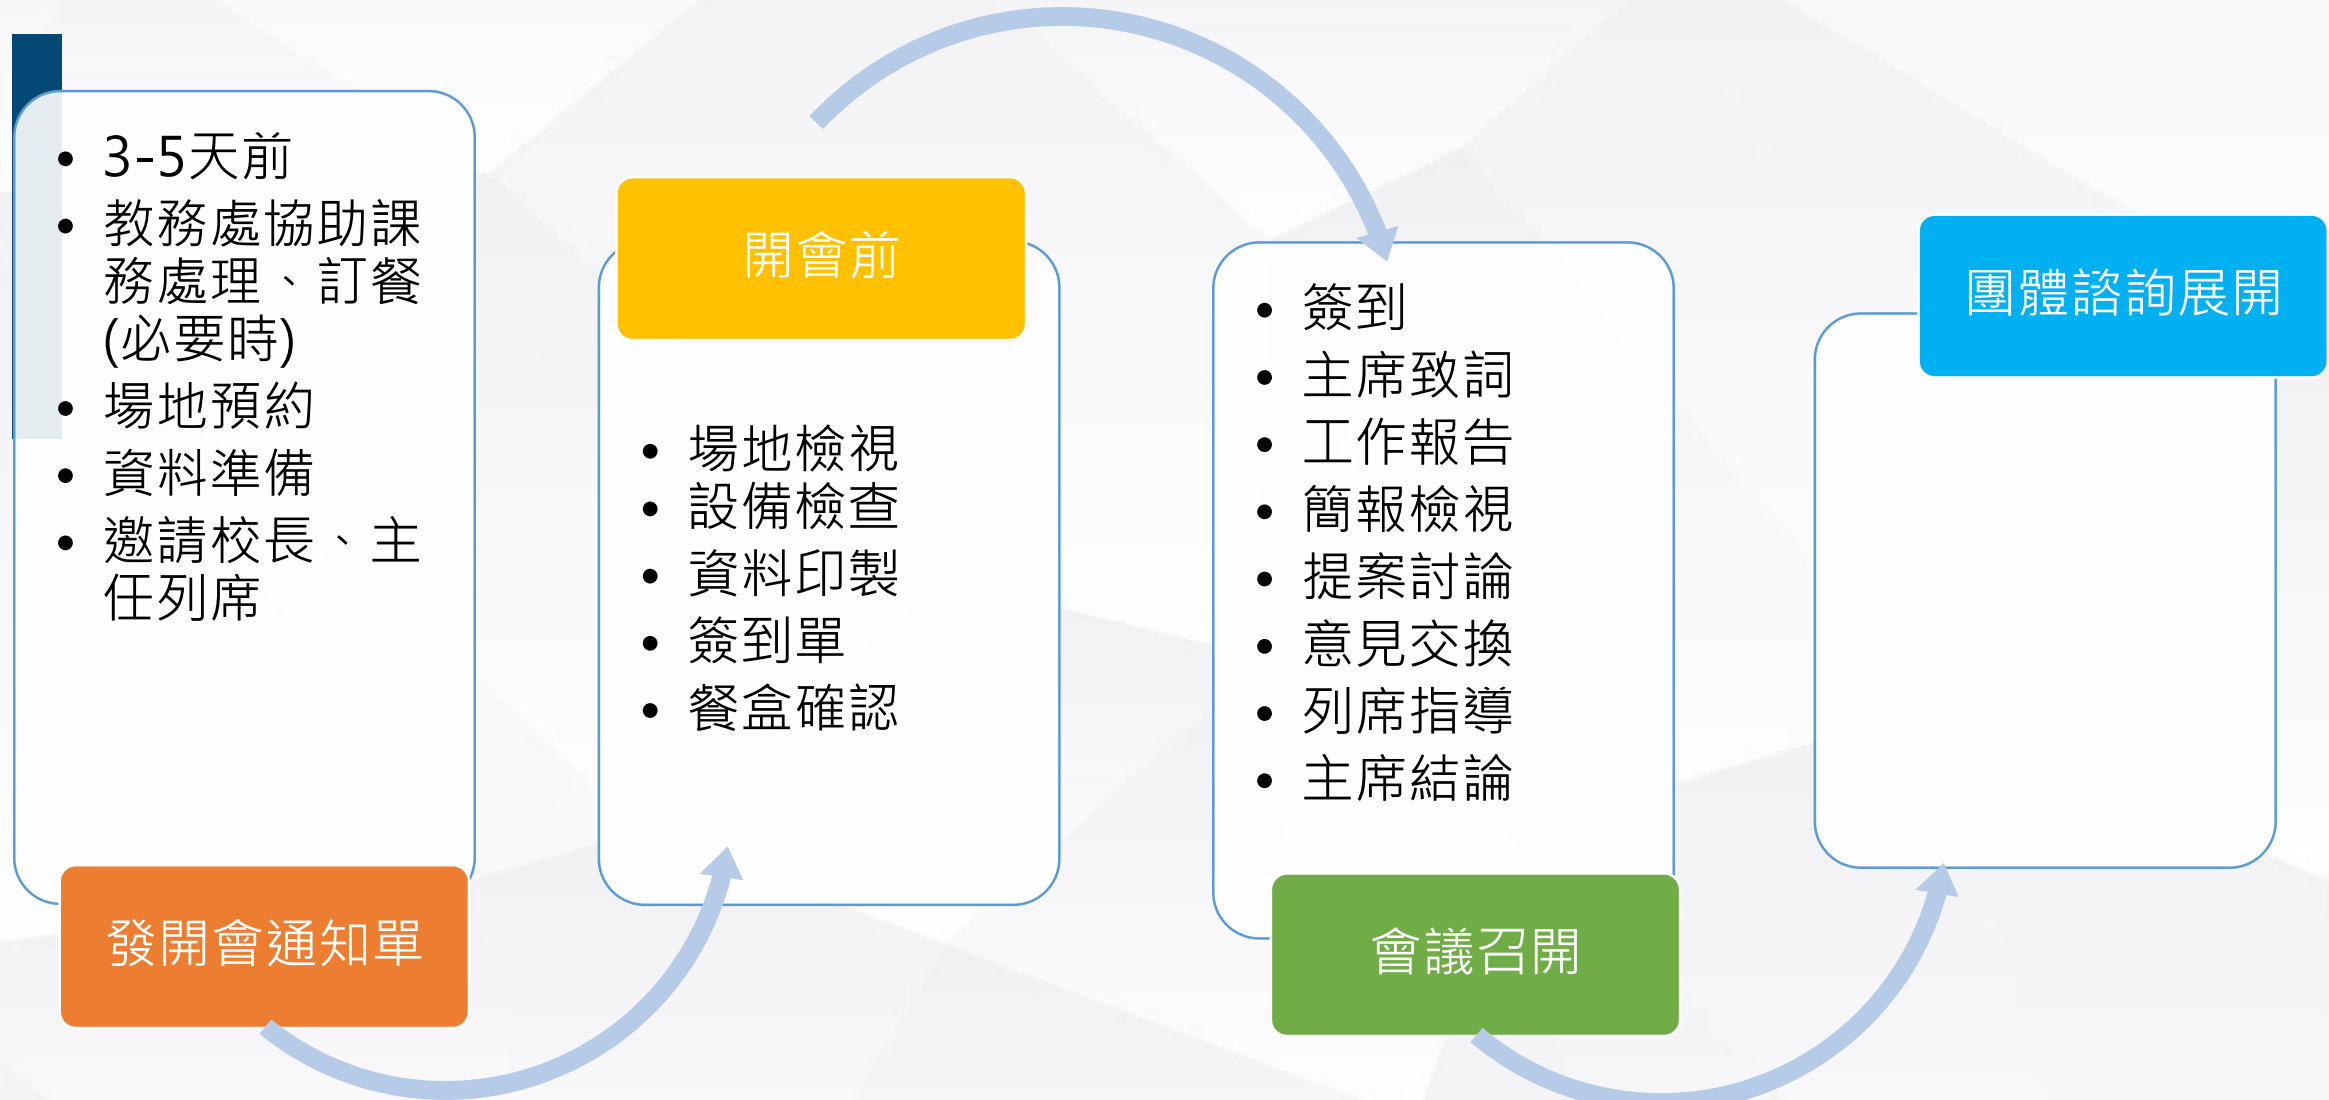 3-5天前
教務處協助課
務處理、訂餐
(必要時)
場地預約
資料準備
邀請校長、主
任列席
發開會通知單
開會前
場地檢視
設備檢查
資料印製
簽到單
餐盒確認
簽到
主席致詞
工作報告
簡報檢視
提案討論
意見交換
列席指導
主席結論
會議召開
團體諮詢展開